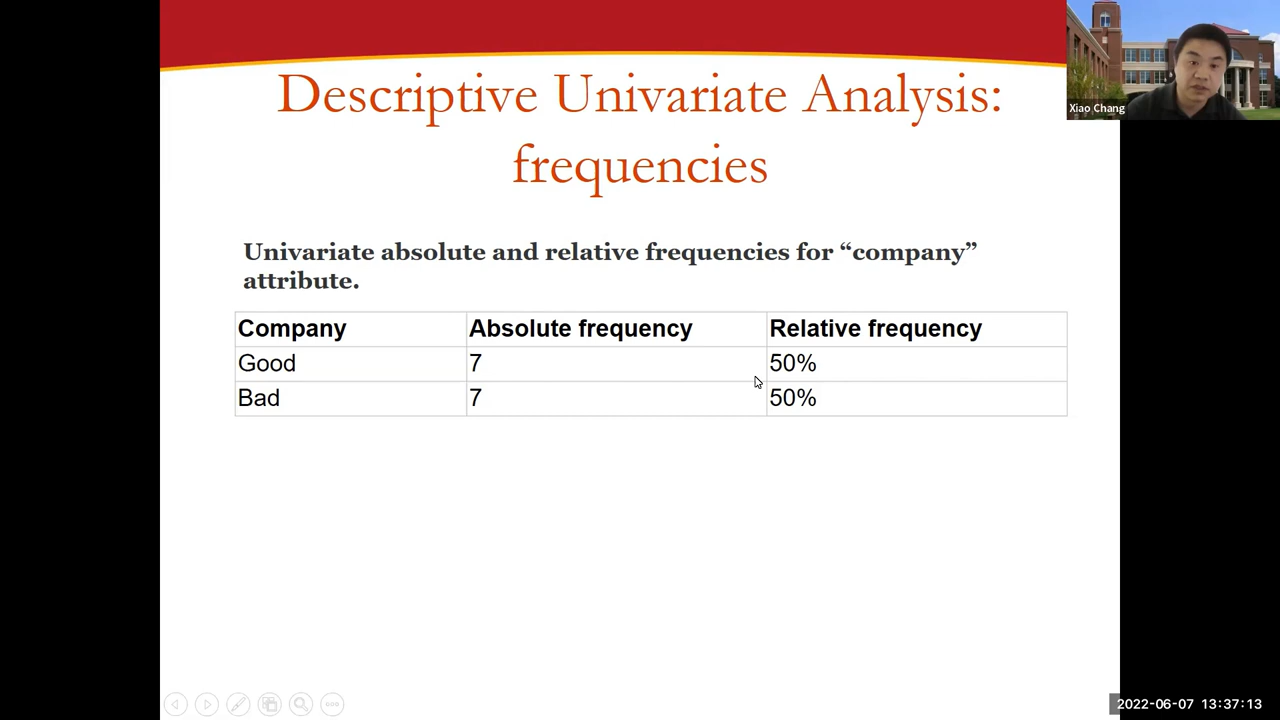 Descriptive Univariate Analysis:
frequencies
Xiao Chang
Univariate absolute and relative frequencies for “company”
attribute.
Company Absolute frequency Relative frequency
Good 7 50%
Bad 7 50%
2022-06-07 13:37:13